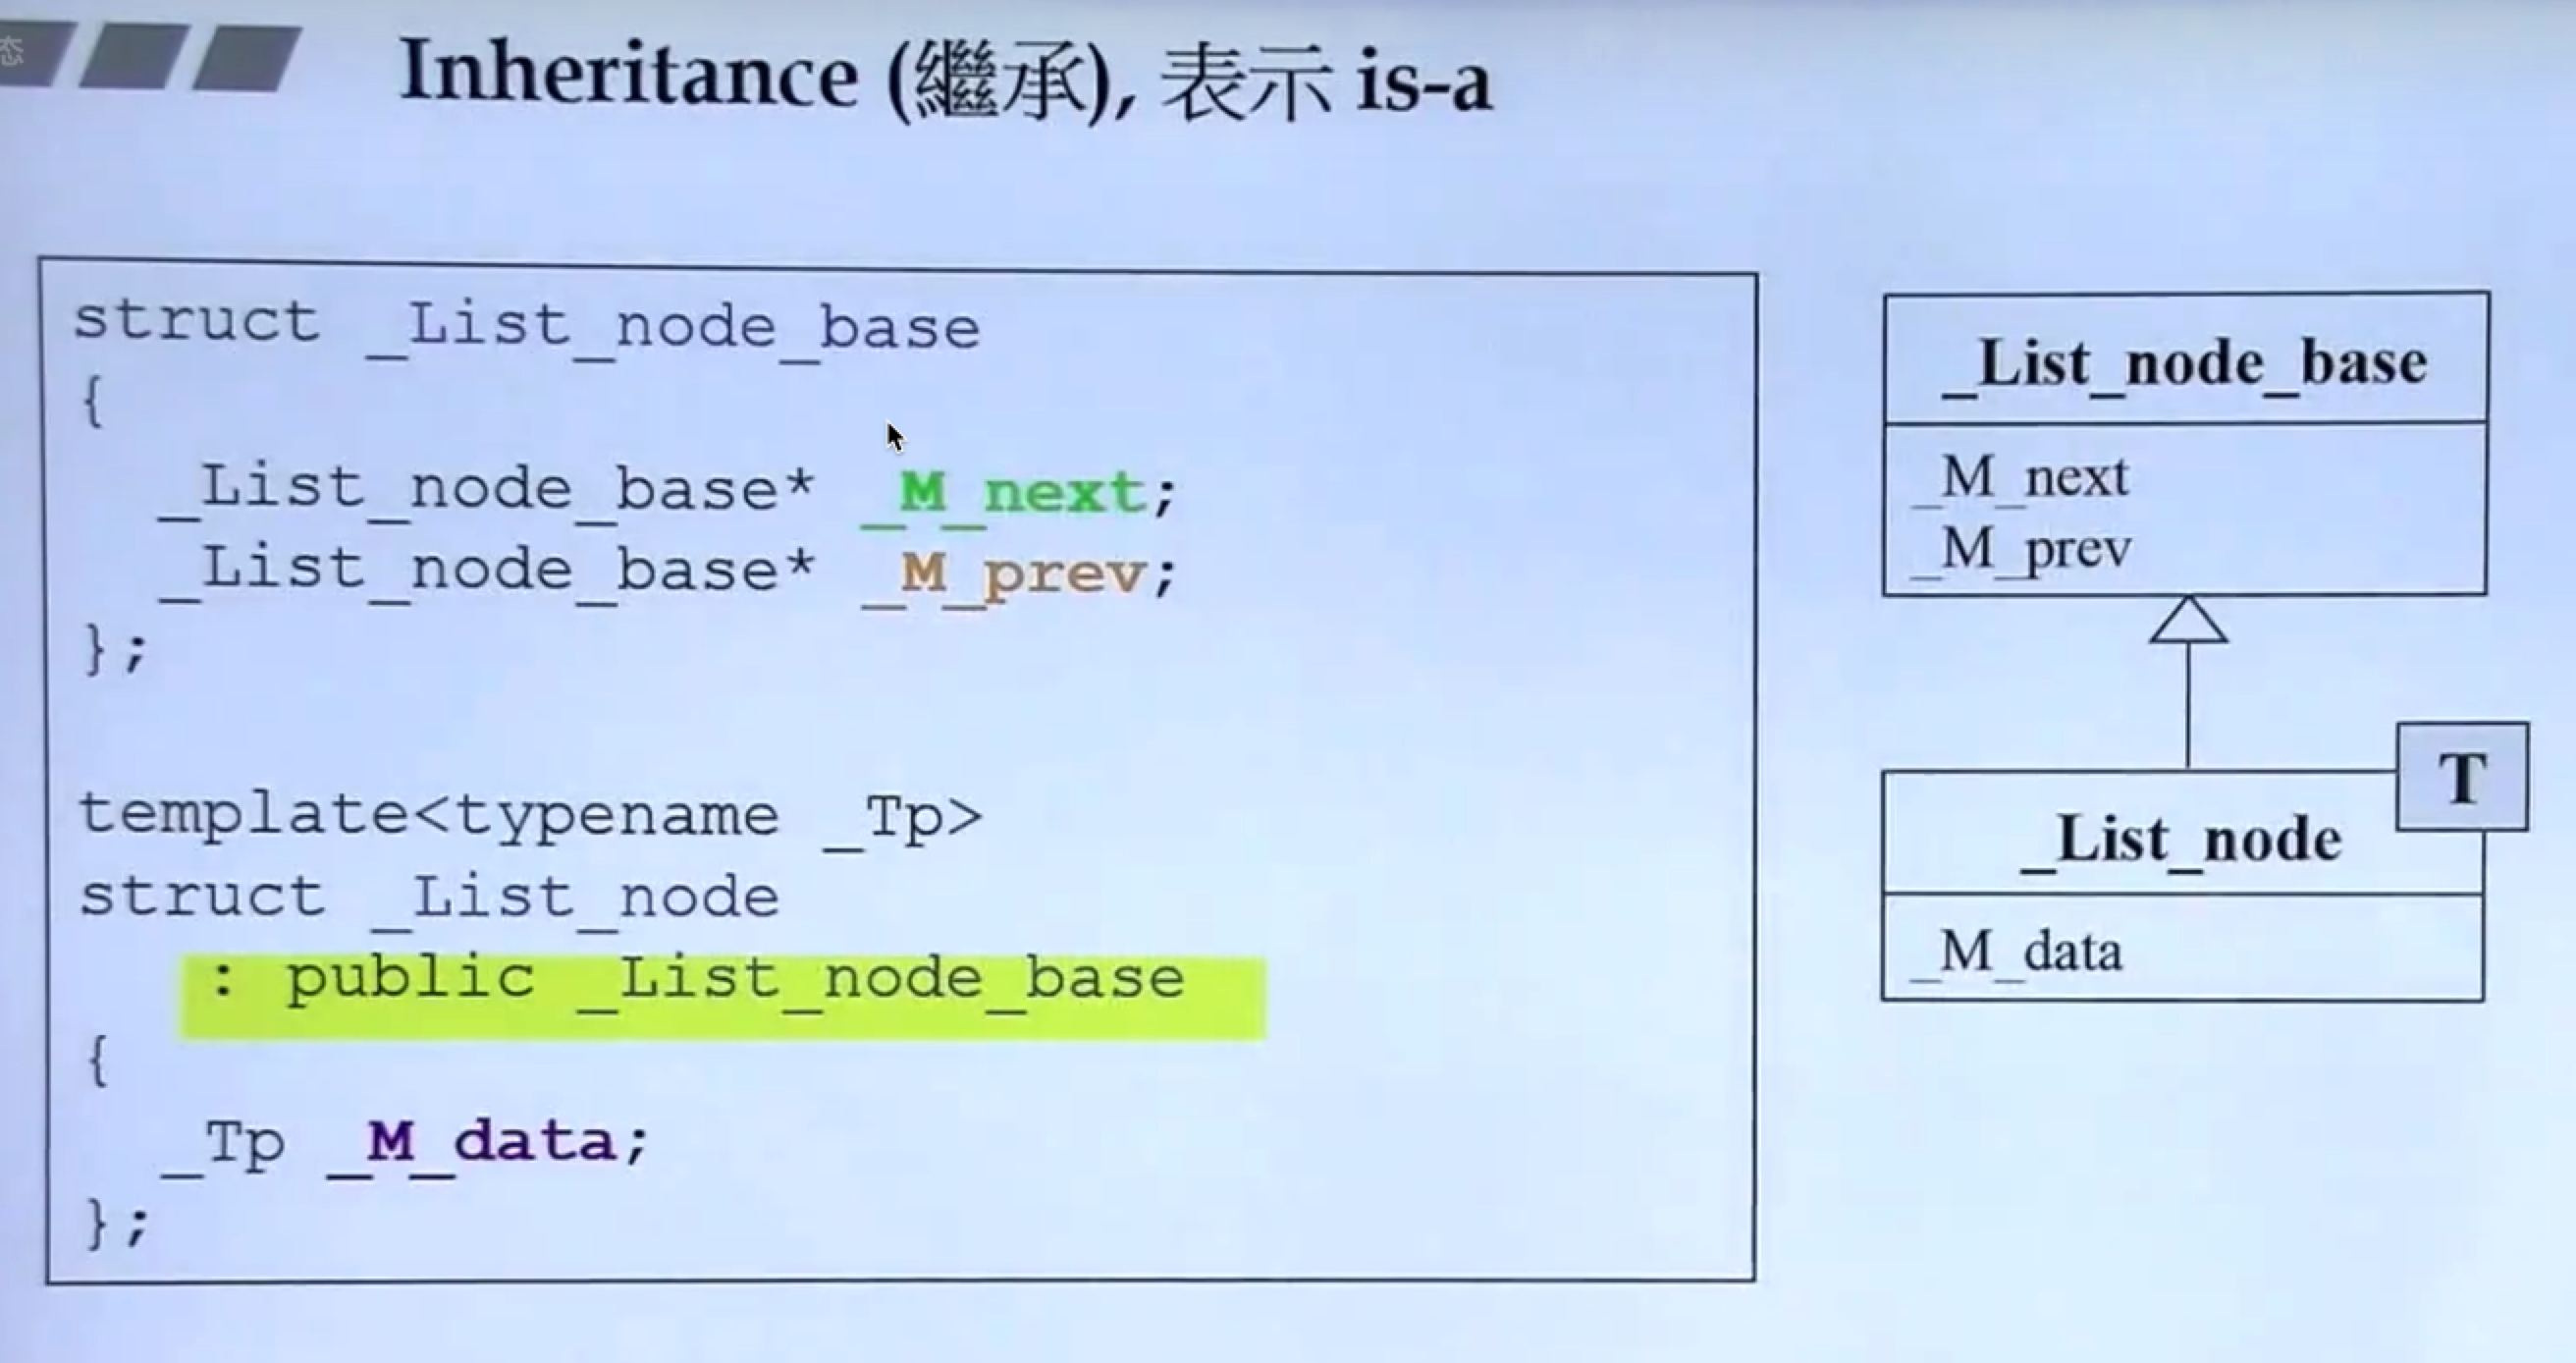 态
Inheritance (繼承), 表示 is-a
struct _List_node_base
{
_List_node_base* _M_next;
_List_node_base* _M_prev;
};
template<typename _Tp>
struct _List_node
: public _List_node_base
{
_Tp _M_data;
};
_List_node_base
_M_next
_M_prev
T
_List_node
_M_data